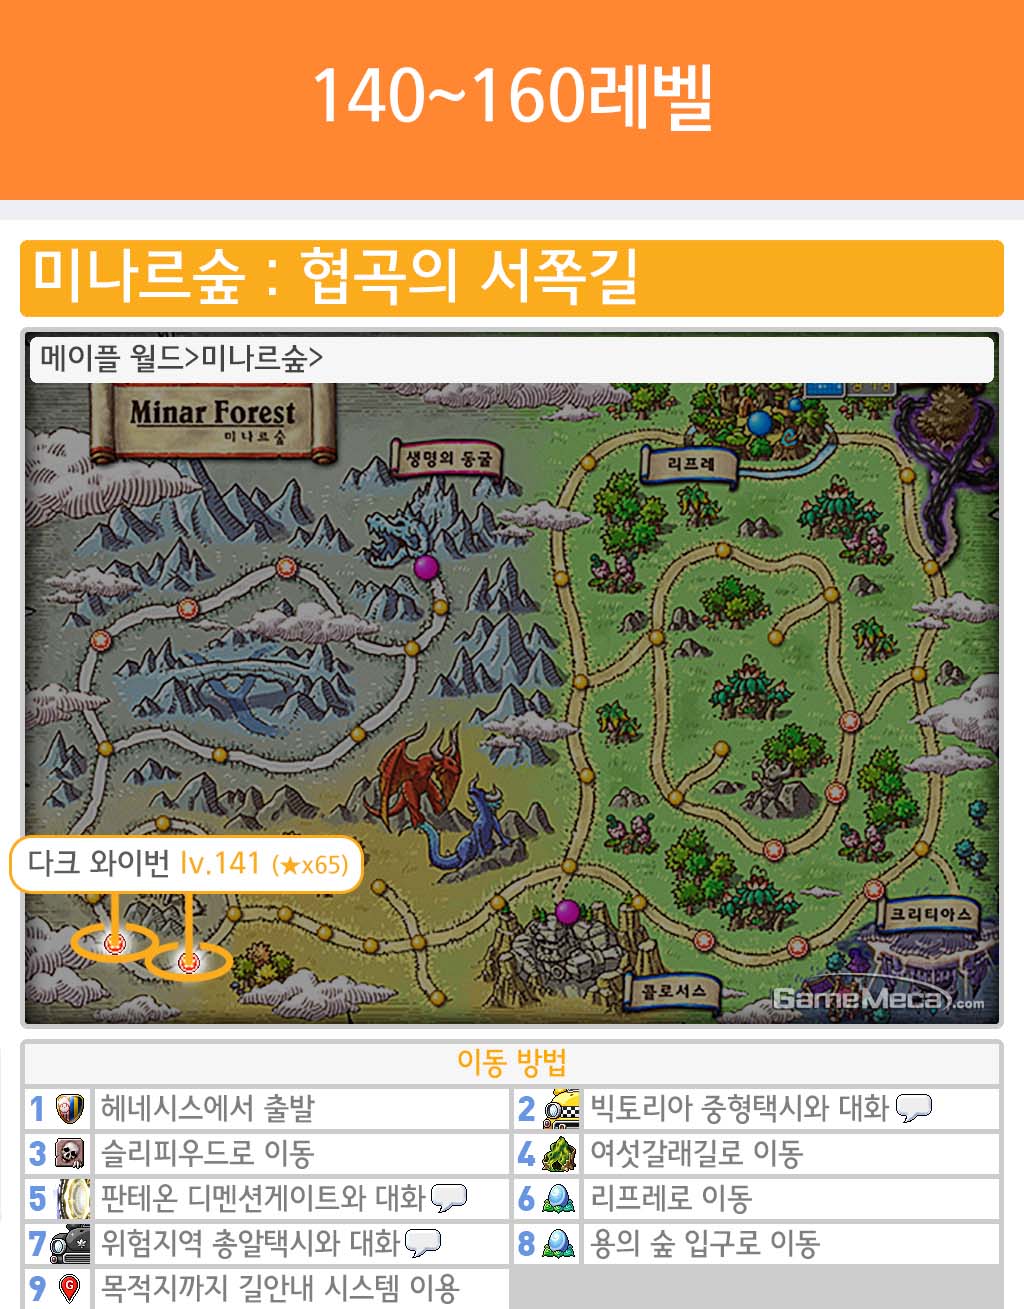 140~160레벨
미나르숲 : 협곡의 서쪽길
메이플 월드>미나르숲>
Minar Forest
미나르숲
생명의 동굴
리프레
다크 와이번 lv.141 (★x65)
크리티아스
콜로서스
GameMeca.com
이동 방법
1 헤네시스에서 출발
2 빅토리아 중형택시와 대화
3 슬리피우드로 이동
4 여섯갈래길로 이동
5 판테온 디멘션게이트와 대화
6 리프레로 이동
7 위험지역 총알택시와 대화
8 용의 숲 입구로 이동
9 목적지까지 길안내 시스템 이용